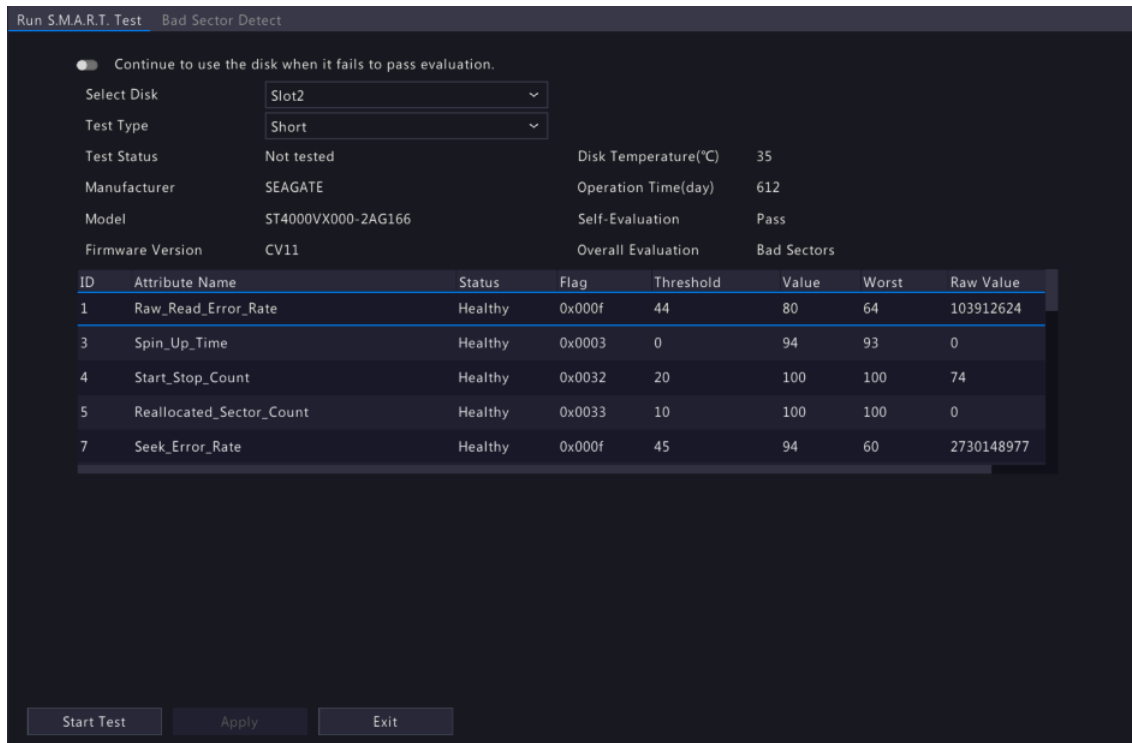 Run S.M.A.R.T. Test Bad Sector Detect
Continue to use the disk when it fails to pass evaluation.
Select Disk Slot2
Test Type Short
Test Status Not tested Disk Temperature(℃) 35
Manufacturer SEAGATE Operation Time(day) 612
Model ST4000VX000-2AG166 Self-Evaluation Pass
Firmware Version CV11 Overall Evaluation Bad Sectors
ID Attribute Name Status Flag Threshold Value Worst Raw Value
1 Raw_Read_Error_Rate Healthy 0x000f 44 80 64 103912624
3 Spin_Up_Time Healthy 0x0003 0 94 93 0
4 Start_Stop_Count Healthy 0x0032 20 100 100 74
5 Reallocated_Sector_Count Healthy 0x0033 10 100 100 0
7 Seek_Error_Rate Healthy 0x000f 45 94 60 2730148977
Start Test Apply Exit